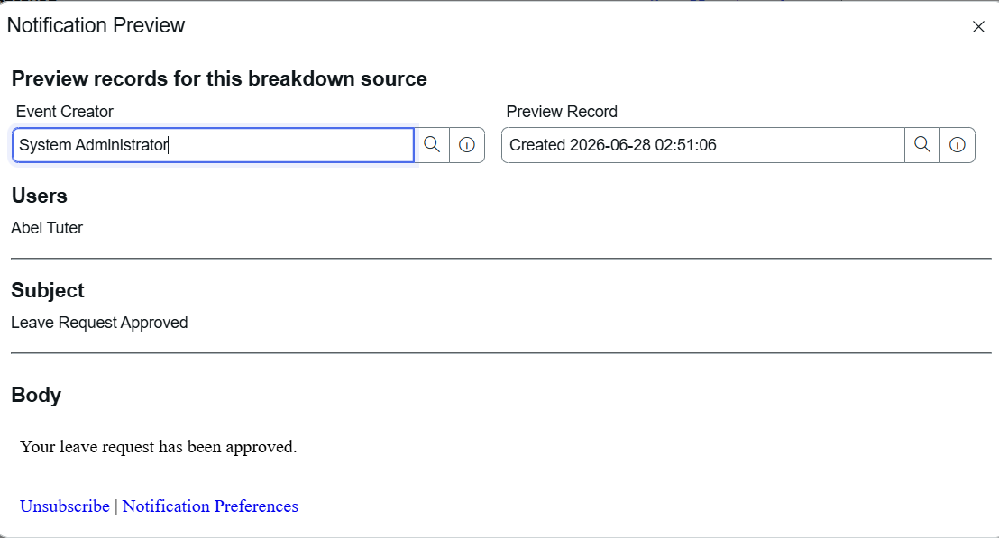 Notification Preview
Preview records for this breakdown source
Event Creator
Preview Record
System Administrator
Created 2026-06-28 02:51:06
Users
Abel Tuter
Subject
Leave Request Approved
Body
Your leave request has been approved.
Unsubscribe | Notification Preferences